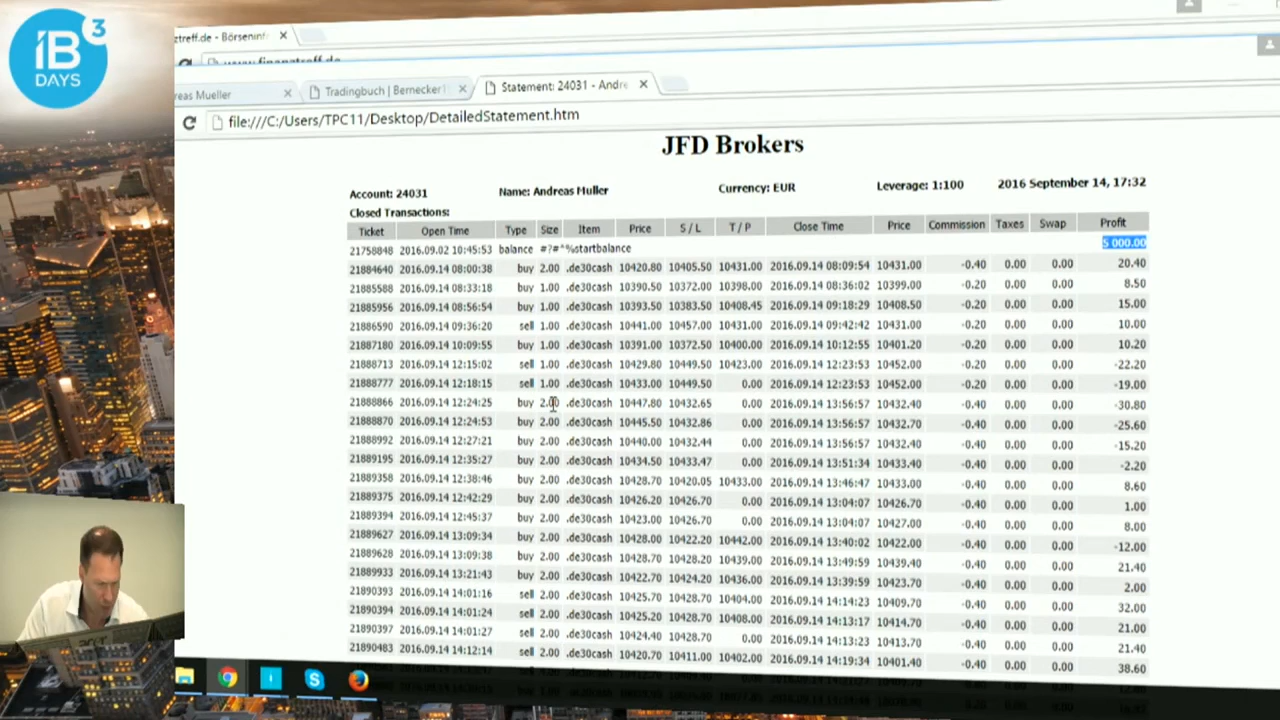 iB3
DAYS
ztreff.de - Börseninf
www.finanztreff.de
eas Mueller
Tradingbuch | Bernecker
Statement: 24031 - Andre
file:///C:/Users/TPC11/Desktop/DetailedStatement.htm
JFD Brokers
Account: 24031 Name: Andreas Muller Currency: EUR Leverage: 1:100 2016 September 14, 17:32
Closed Transactions:
Ticket Open Time Type Size Item Price S / L T / P Close Time Price Commission Taxes Swap Profit
21758848 2016.09.02 10:45:53 balance #?#^%startbalance 5 000.00
21884640 2016.09.14 08:00:38 buy 2.00 .de30cash 10420.80 10405.50 10431.00 2016.09.14 08:09:54 10431.00 -0.40 0.00 0.00 20.40
21885588 2016.09.14 08:33:18 buy 1.00 .de30cash 10390.50 10372.00 10398.00 2016.09.14 08:36:02 10399.00 -0.20 0.00 0.00 8.50
21885956 2016.09.14 08:56:54 buy 1.00 .de30cash 10393.50 10383.50 10408.45 2016.09.14 09:18:29 10408.50 -0.20 0.00 0.00 15.00
21886590 2016.09.14 09:36:20 sell 1.00 .de30cash 10441.00 10457.00 10431.00 2016.09.14 09:42:42 10431.00 -0.20 0.00 0.00 10.00
21887180 2016.09.14 10:09:55 buy 1.00 .de30cash 10391.00 10372.50 10400.00 2016.09.14 10:12:55 10401.20 -0.20 0.00 0.00 10.20
21888713 2016.09.14 12:15:02 sell 1.00 .de30cash 10429.80 10449.50 10423.00 2016.09.14 12:23:53 10452.00 -0.20 0.00 0.00 -22.20
21888777 2016.09.14 12:18:15 sell 1.00 .de30cash 10433.00 10449.50 0.00 2016.09.14 12:23:53 10452.00 -0.20 0.00 0.00 -19.00
21888866 2016.09.14 12:24:25 buy 2.00 .de30cash 10447.80 10432.65 0.00 2016.09.14 13:56:57 10432.40 -0.40 0.00 0.00 -30.80
21888870 2016.09.14 12:24:53 buy 2.00 .de30cash 10445.50 10432.86 0.00 2016.09.14 13:56:57 10432.70 -0.40 0.00 0.00 -25.60
21888992 2016.09.14 12:27:21 buy 2.00 .de30cash 10440.00 10432.44 0.00 2016.09.14 13:56:57 10432.40 -0.40 0.00 0.00 -15.20
21889195 2016.09.14 12:35:27 buy 2.00 .de30cash 10434.50 10433.47 0.00 2016.09.14 13:51:34 10433.40 -0.40 0.00 0.00 -2.20
21889358 2016.09.14 12:38:46 buy 2.00 .de30cash 10428.70 10420.05 10433.00 2016.09.14 13:46:47 10433.00 -0.40 0.00 0.00 8.60
21889375 2016.09.14 12:42:29 buy 2.00 .de30cash 10426.20 10426.70 0.00 2016.09.14 13:04:07 10426.70 -0.40 0.00 0.00 1.00
21889394 2016.09.14 12:45:37 buy 2.00 .de30cash 10423.00 10426.70 0.00 2016.09.14 13:04:07 10427.00 -0.40 0.00 0.00 8.00
21889627 2016.09.14 13:09:34 buy 2.00 .de30cash 10428.00 10422.20 10442.00 2016.09.14 13:40:02 10422.00 -0.40 0.00 0.00 -12.00
21889628 2016.09.14 13:09:38 buy 2.00 .de30cash 10428.70 10428.20 10439.00 2016.09.14 13:49:59 10439.40 -0.40 0.00 0.00 21.40
21889933 2016.09.14 13:21:43 buy 2.00 .de30cash 10422.70 10424.20 10436.00 2016.09.14 13:39:59 10423.70 -0.40 0.00 0.00 2.00
21890393 2016.09.14 14:01:16 sell 2.00 .de30cash 10425.70 10428.70 10404.00 2016.09.14 14:14:23 10409.70 -0.40 0.00 0.00 32.00
21890394 2016.09.14 14:01:24 sell 2.00 .de30cash 10425.20 10428.70 10408.00 2016.09.14 14:13:17 10414.70 -0.40 0.00 0.00 21.00
21890397 2016.09.14 14:01:27 sell 2.00 .de30cash 10424.40 10428.70 0.00 2016.09.14 14:13:23 10413.70 -0.40 0.00 0.00 21.40
21890483 2016.09.14 14:12:14 sell 2.00 .de30cash 10420.70 10411.00 10402.00 2016.09.14 14:19:34 10401.40 -0.40 0.00 0.00 38.60
acer